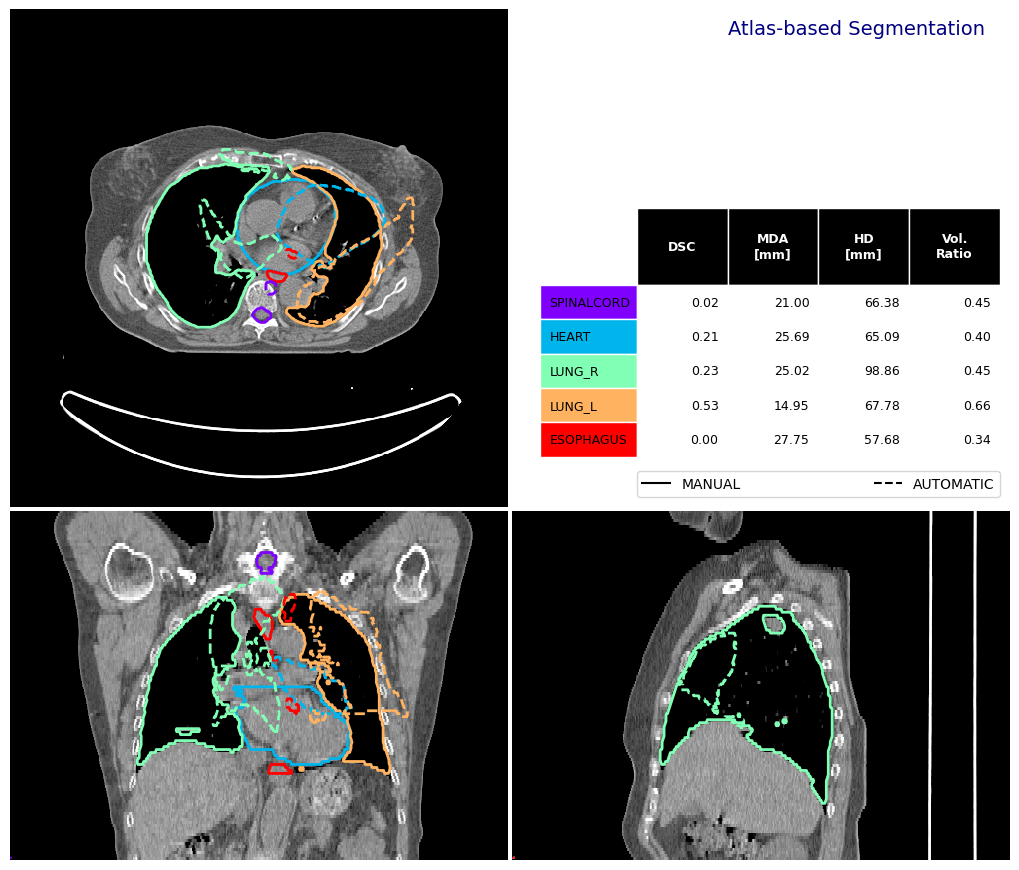 Atlas-based Segmentation
DSC MDA [mm] HD [mm] Vol. Ratio
SPINALCORD 0.02 21.00 66.38 0.45
HEART 0.21 25.69 65.09 0.40
LUNG_R 0.23 25.02 98.86 0.45
LUNG_L 0.53 14.95 67.78 0.66
ESOPHAGUS 0.00 27.75 57.68 0.34
MANUAL AUTOMATIC